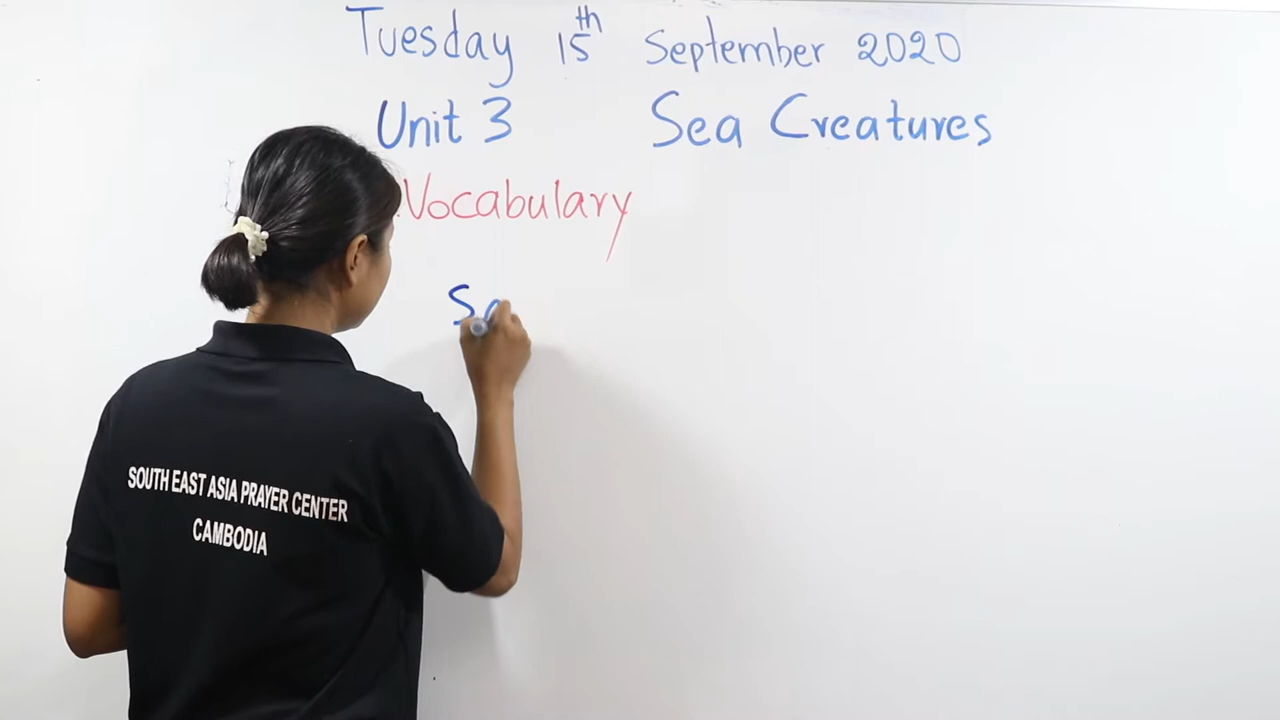 Tuesday 15th September 2020
Unit 3 Sea Creatures
Vocabulary
SOUTH EAST ASIA PRAYER CENTER
CAMBODIA